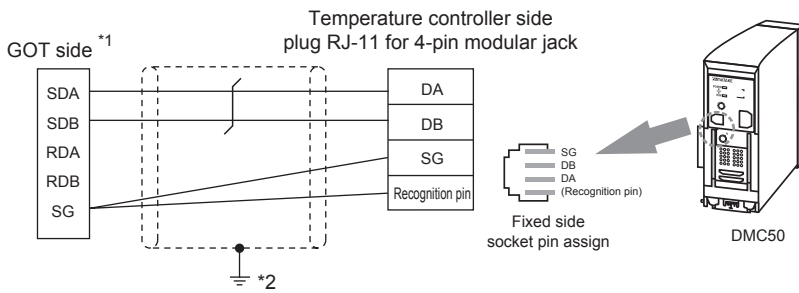 Temperature controller side
plug RJ-11 for 4-pin modular jack
GOT side *1
SDA
SDB
RDA
RDB
SG
DA
DB
SG
Recognition pin
SG
DB
DA
(Recognition pin)
Fixed side
socket pin assign
DMC50
*2